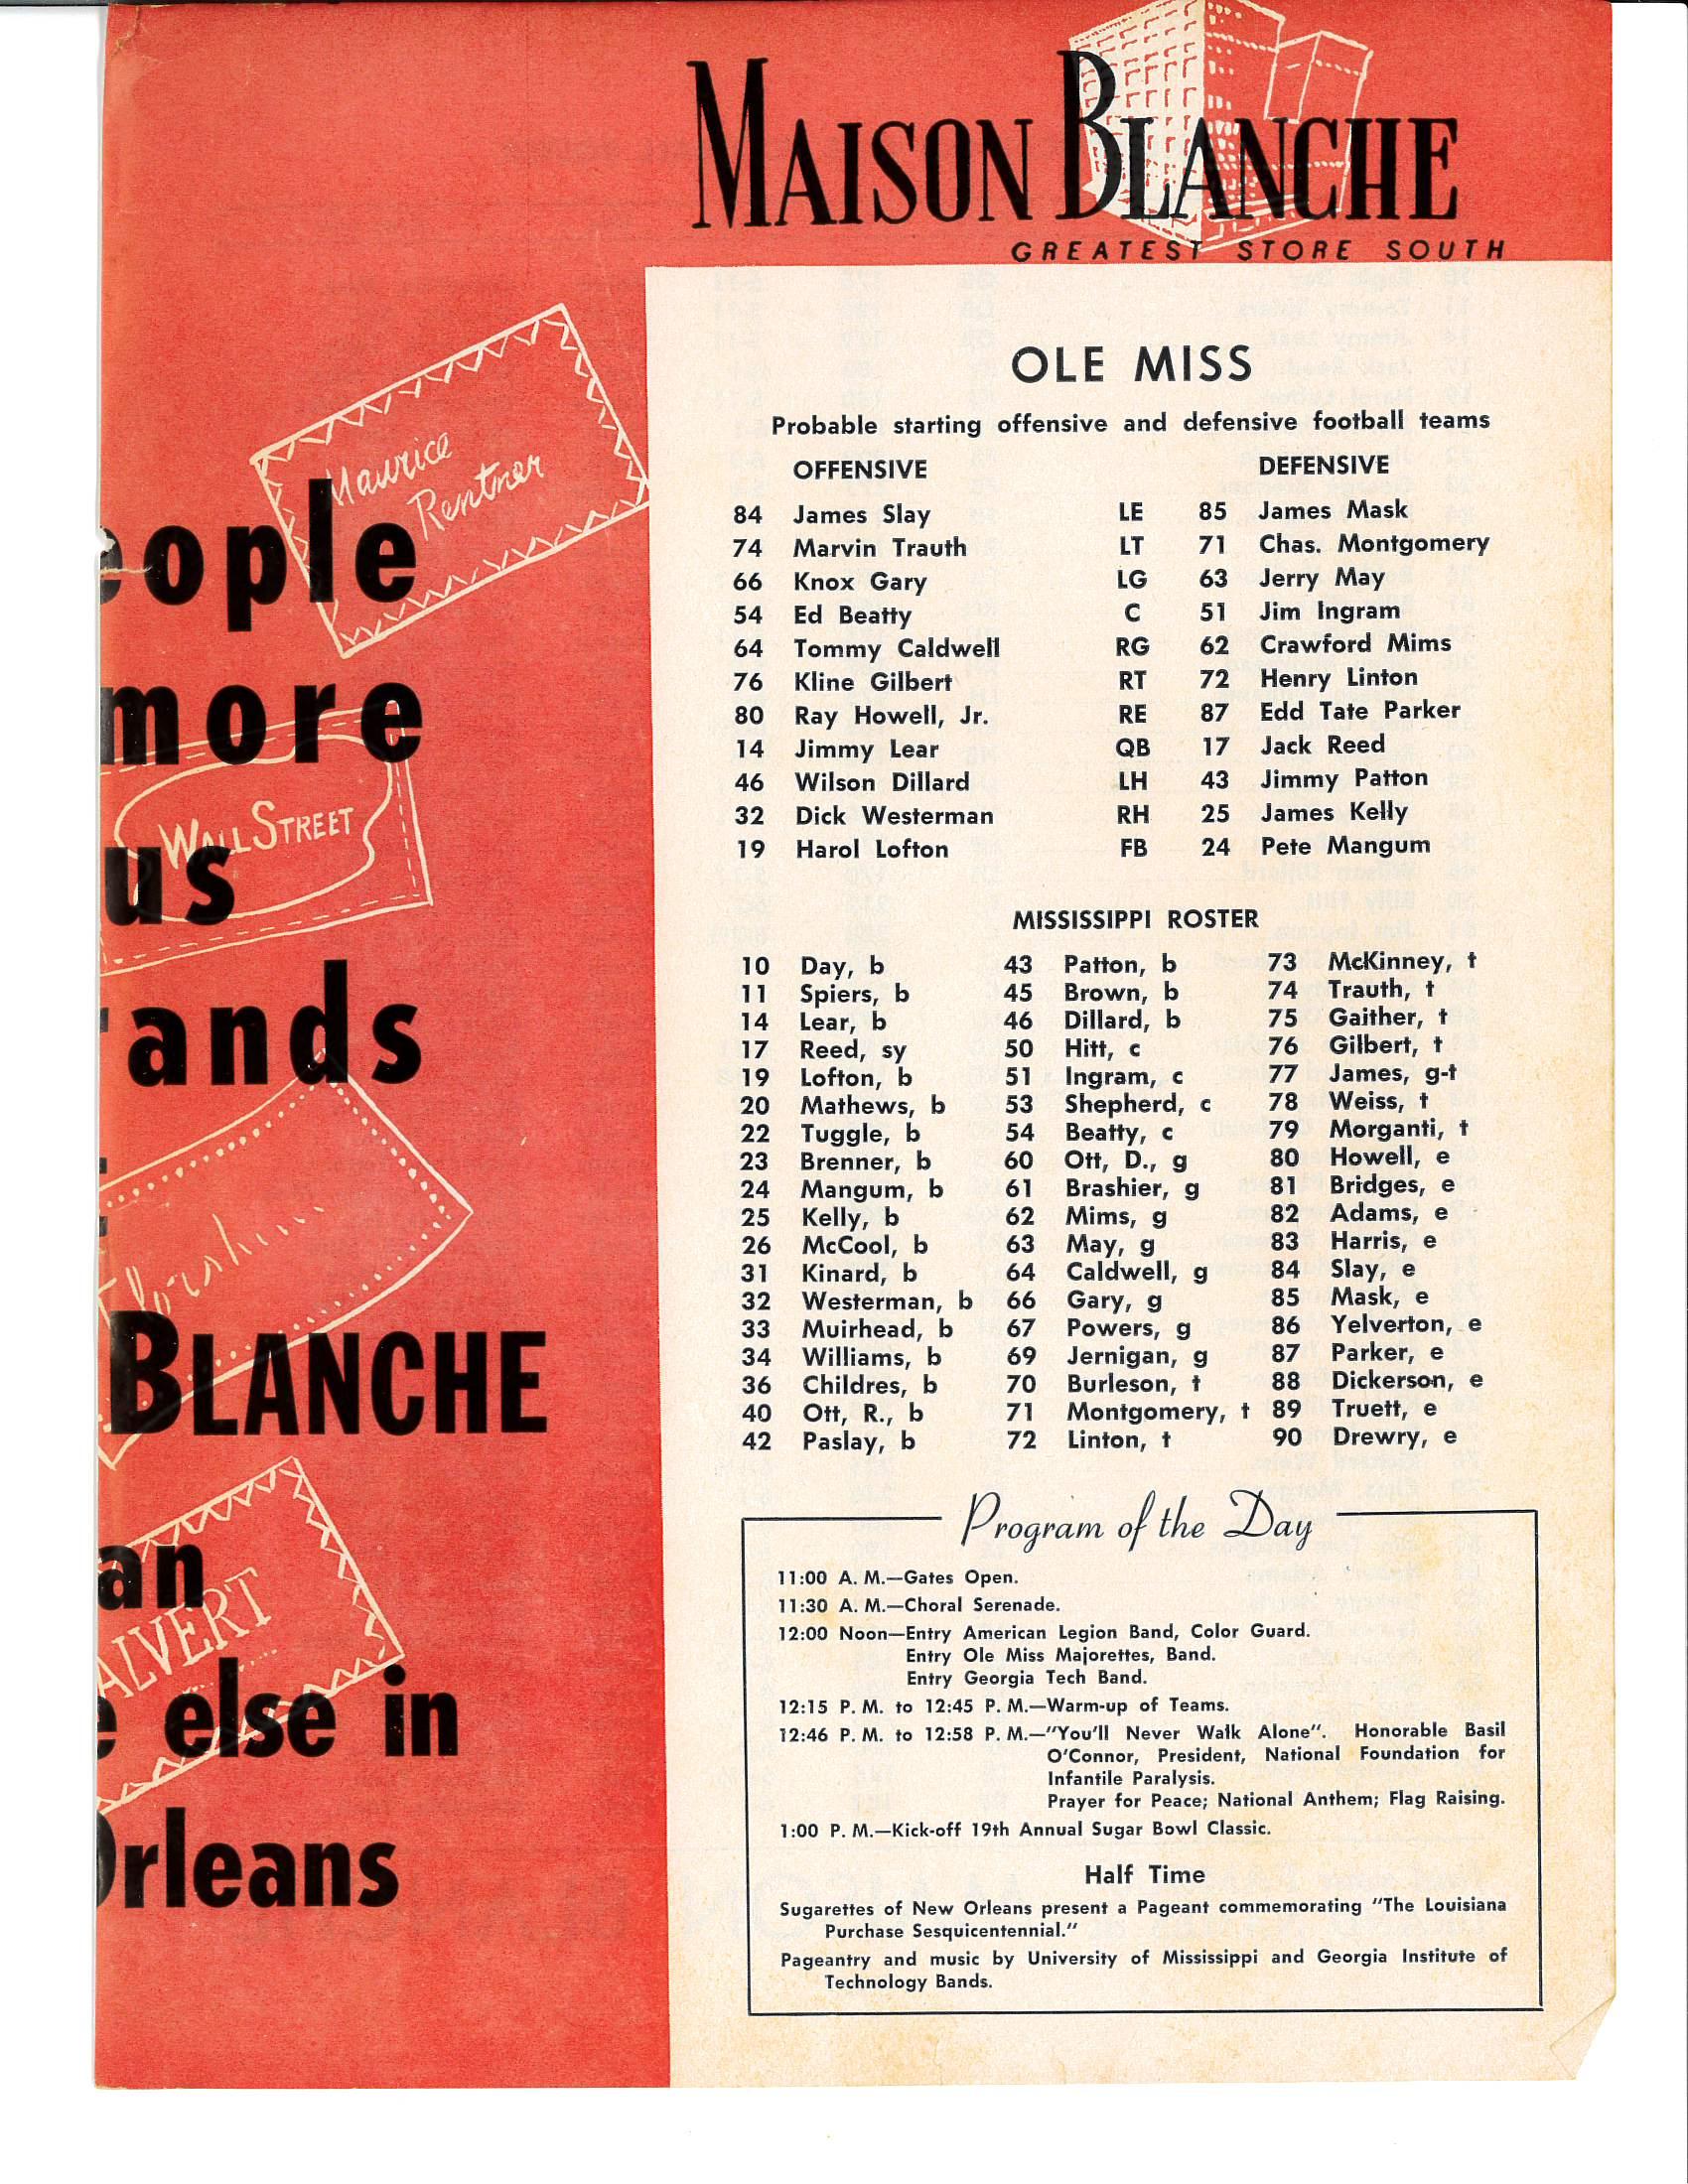 MAISON BLANCHE
GREATEST STORE SOUTH
Maurice
Rentner
eople
more
WALL STREET
us
ands
BLANCHE
an
ALVERT
else in
Orleans
OLE MISS
Probable starting offensive and defensive football teams
OFFENSIVE DEFENSIVE
84 James Slay LE 85 James Mask
74 Marvin Trauth LT 71 Chas. Montgomery
66 Knox Gary LG 63 Jerry May
54 Ed Beatty C 51 Jim Ingram
64 Tommy Caldwell RG 62 Crawford Mims
76 Kline Gilbert RT 72 Henry Linton
80 Ray Howell, Jr. RE 87 Edd Tate Parker
14 Jimmy Lear QB 17 Jack Reed
46 Wilson Dillard LH 43 Jimmy Patton
32 Dick Westerman RH 25 James Kelly
19 Harol Lofton FB 24 Pete Mangum
MISSISSIPPI ROSTER
10 Day, b 43 Patton, b 73 McKinney, t
11 Spiers, b 45 Brown, b 74 Trauth, t
14 Lear, b 46 Dillard, b 75 Gaither, t
17 Reed, sy 50 Hitt, c 76 Gilbert, t
19 Lofton, b 51 Ingram, c 77 James, g-t
20 Mathews, b 53 Shepherd, c 78 Weiss, t
22 Tuggle, b 54 Beatty, c 79 Morganti, t
23 Brenner, b 60 Ott, D., g 80 Howell, e
24 Mangum, b 61 Brashier, g 81 Bridges, e
25 Kelly, b 62 Mims, g 82 Adams, e
26 McCool, b 63 May, g 83 Harris, e
31 Kinard, b 64 Caldwell, g 84 Slay, e
32 Westerman, b 66 Gary, g 85 Mask, e
33 Muirhead, b 67 Powers, g 86 Yelverton, e
34 Williams, b 69 Jernigan, g 87 Parker, e
36 Childres, b 70 Burleson, t 88 Dickerson, e
40 Ott, R., b 71 Montgomery, t 89 Truett, e
42 Paslay, b 72 Linton, t 90 Drewry, e
Program of the Day
11:00 A. M.—Gates Open.
11:30 A. M.—Choral Serenade.
12:00 Noon—Entry American Legion Band, Color Guard.
Entry Ole Miss Majorettes, Band.
Entry Georgia Tech Band.
12:15 P. M. to 12:45 P. M.—Warm-up of Teams.
12:46 P. M. to 12:58 P. M.—"You'll Never Walk Alone". Honorable Basil
O'Connor, President, National Foundation for
Infantile Paralysis.
Prayer for Peace; National Anthem; Flag Raising.
1:00 P. M.—Kick-off 19th Annual Sugar Bowl Classic.
Half Time
Sugarettes of New Orleans present a Pageant commemorating "The Louisiana
Purchase Sesquicentennial."
Pageantry and music by University of Mississippi and Georgia Institute of
Technology Bands.